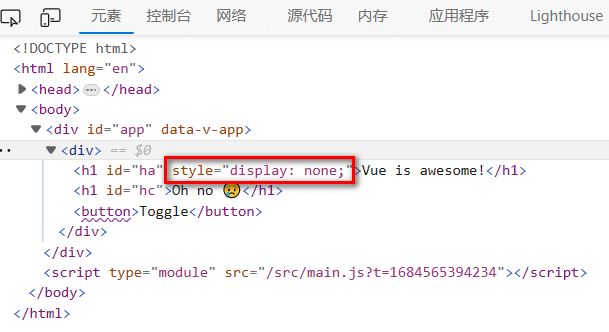 元素 控制台 网络 源代码 内存 应用程序 Lighthouse
<!DOCTYPE html>
<html lang="en">
▶ <head> ⋯ </head>
▼ <body>
▼ <div id="app" data-v-app>
·· ▼ <div> == $0
<h1 id="ha" style="display: none;">Vue is awesome!</h1>
<h1 id="hc">Oh no 😢</h1>
<button>Toggle</button>
</div>
</div>
<script type="module" src="/src/main.js?t=1684565394234"></script>
</body>
</html>